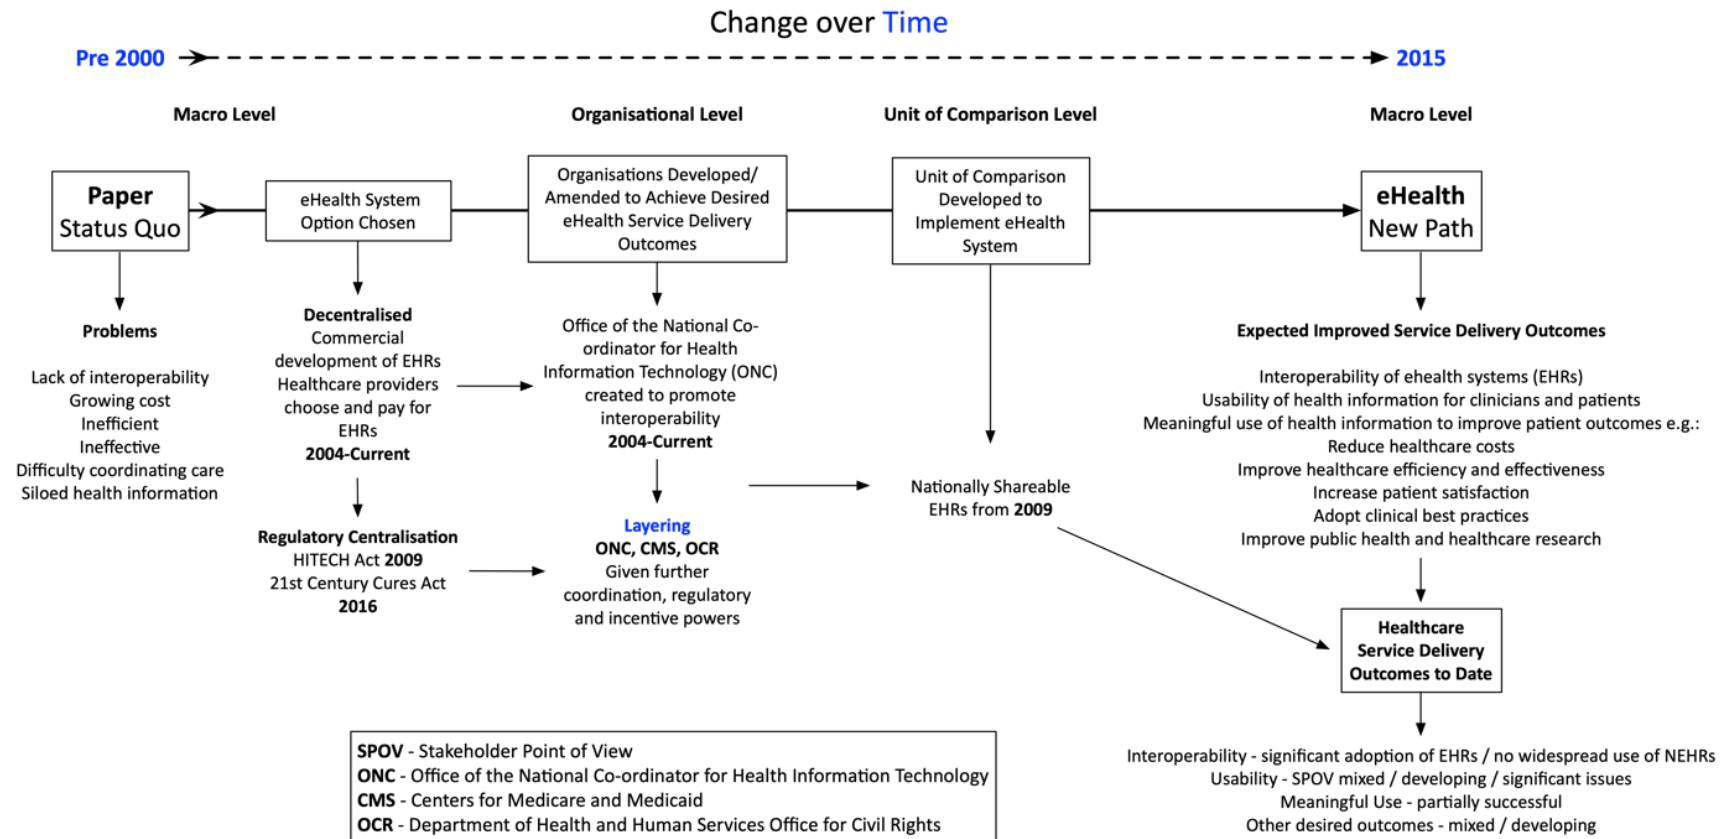 Change over Time
Pre 2000
2015
Macro Level
Organisational Level
Unit of Comparison Level
Macro Level
Paper
Status Quo
eHealth System
Option Chosen
Organisations Developed/
Amended to Achieve Desired
eHealth Service Delivery
Outcomes
Unit of Comparison
Developed to
Implement eHealth
System
eHealth
New Path
Problems
Lack of interoperability
Growing cost
Inefficient
Ineffective
Difficulty coordinating care
Siloed health information
Decentralised
Commercial
development of EHRs
Healthcare providers
choose and pay for
EHRs
2004-Current
Regulatory Centralisation
HITECH Act 2009
21st Century Cures Act
2016
Office of the National Co-
ordinator for Health
Information Technology (ONC)
created to promote
interoperability
2004-Current
Layering
ONC, CMS, OCR
Given further
coordination, regulatory
and incentive powers
Nationally Shareable
EHRs from 2009
Expected Improved Service Delivery Outcomes
Interoperability of ehealth systems (EHRs)
Usability of health information for clinicians and patients
Meaningful use of health information to improve patient outcomes e.g.:
Reduce healthcare costs
Improve healthcare efficiency and effectiveness
Increase patient satisfaction
Adopt clinical best practices
Improve public health and healthcare research
Healthcare
Service Delivery
Outcomes to Date
Interoperability - significant adoption of EHRs / no widespread use of NEHRs
Usability - SPOV mixed / developing / significant issues
Meaningful Use - partially successful
Other desired outcomes - mixed / developing
SPOV - Stakeholder Point of View
ONC - Office of the National Co-ordinator for Health Information Technology
CMS - Centers for Medicare and Medicaid
OCR - Department of Health and Human Services Office for Civil Rights